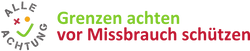 ALLE
ACHTUNG
Grenzen achten
vor Missbrauch schützen